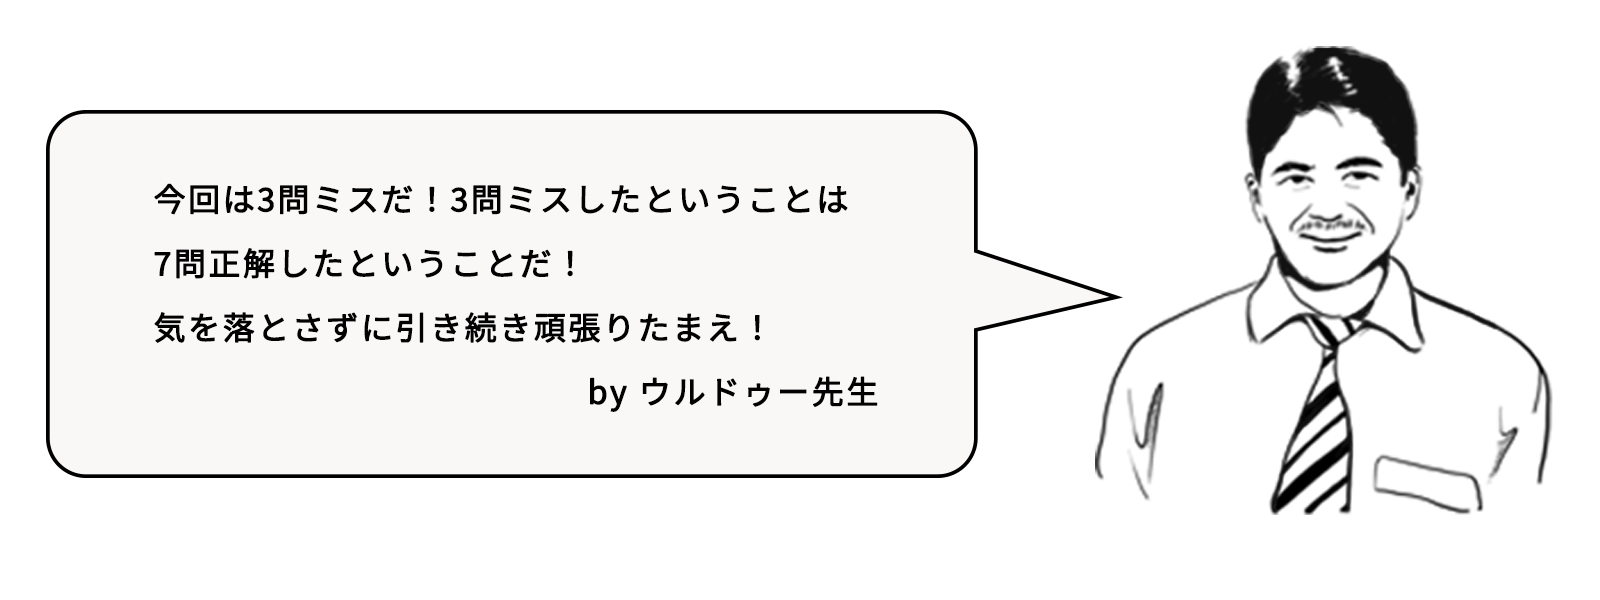 今回は3問ミスだ！3問ミスしたということは
7問正解したということだ！
気を落とさずに引き続き頑張りたまえ！
by ウルドゥー先生